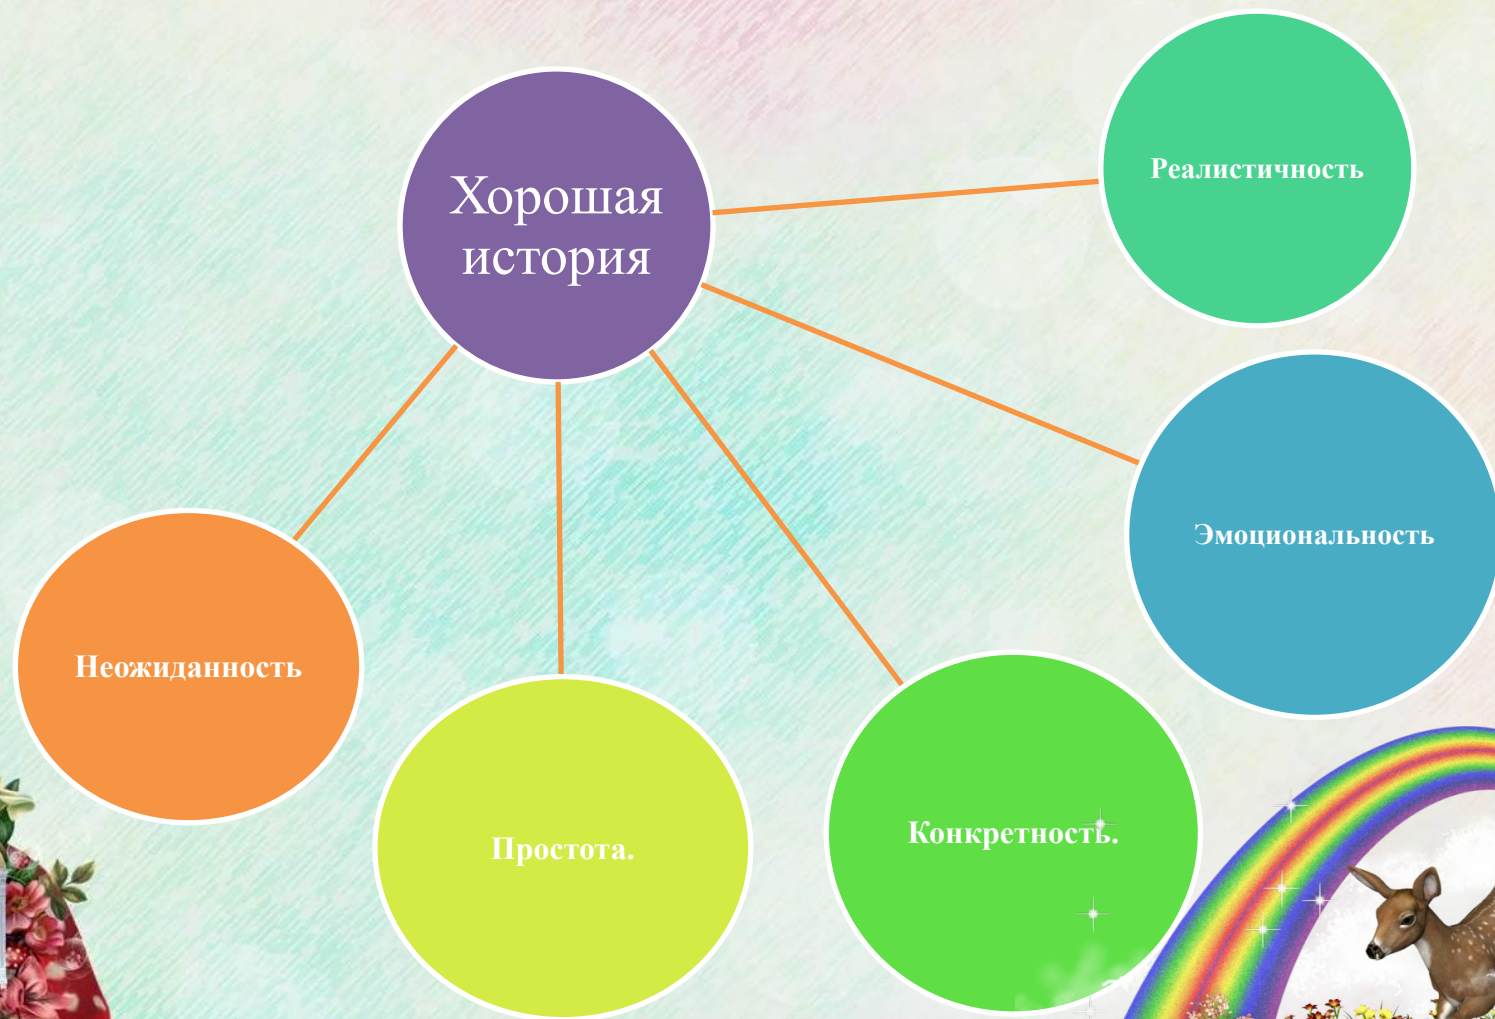 Хорошая
история
Реалистичность
Эмоциональность
Конкретность.
Простота.
Неожиданность